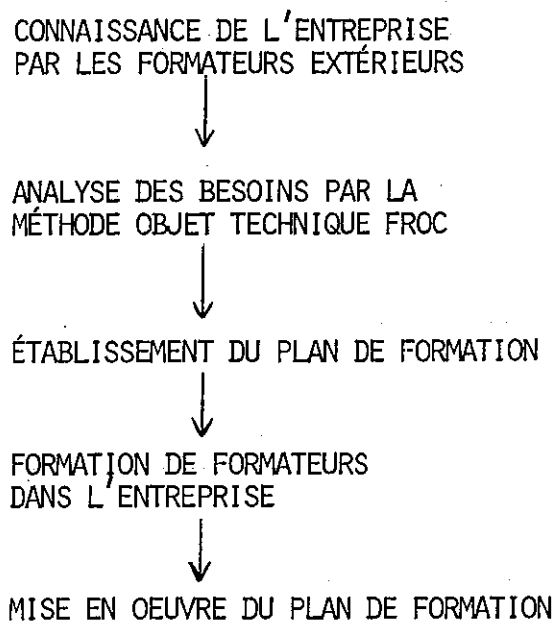 CONNAISSANCE DE L'ENTREPRISE
PAR LES FORMATEURS EXTÉRIEURS
ANALYSE DES BESOINS PAR LA
MÉTHODE OBJET TECHNIQUE FROC
ÉTABLISSEMENT DU PLAN DE FORMATION
FORMATION DE FORMATEURS
DANS L'ENTREPRISE
MISE EN OEUVRE DU PLAN DE FORMATION